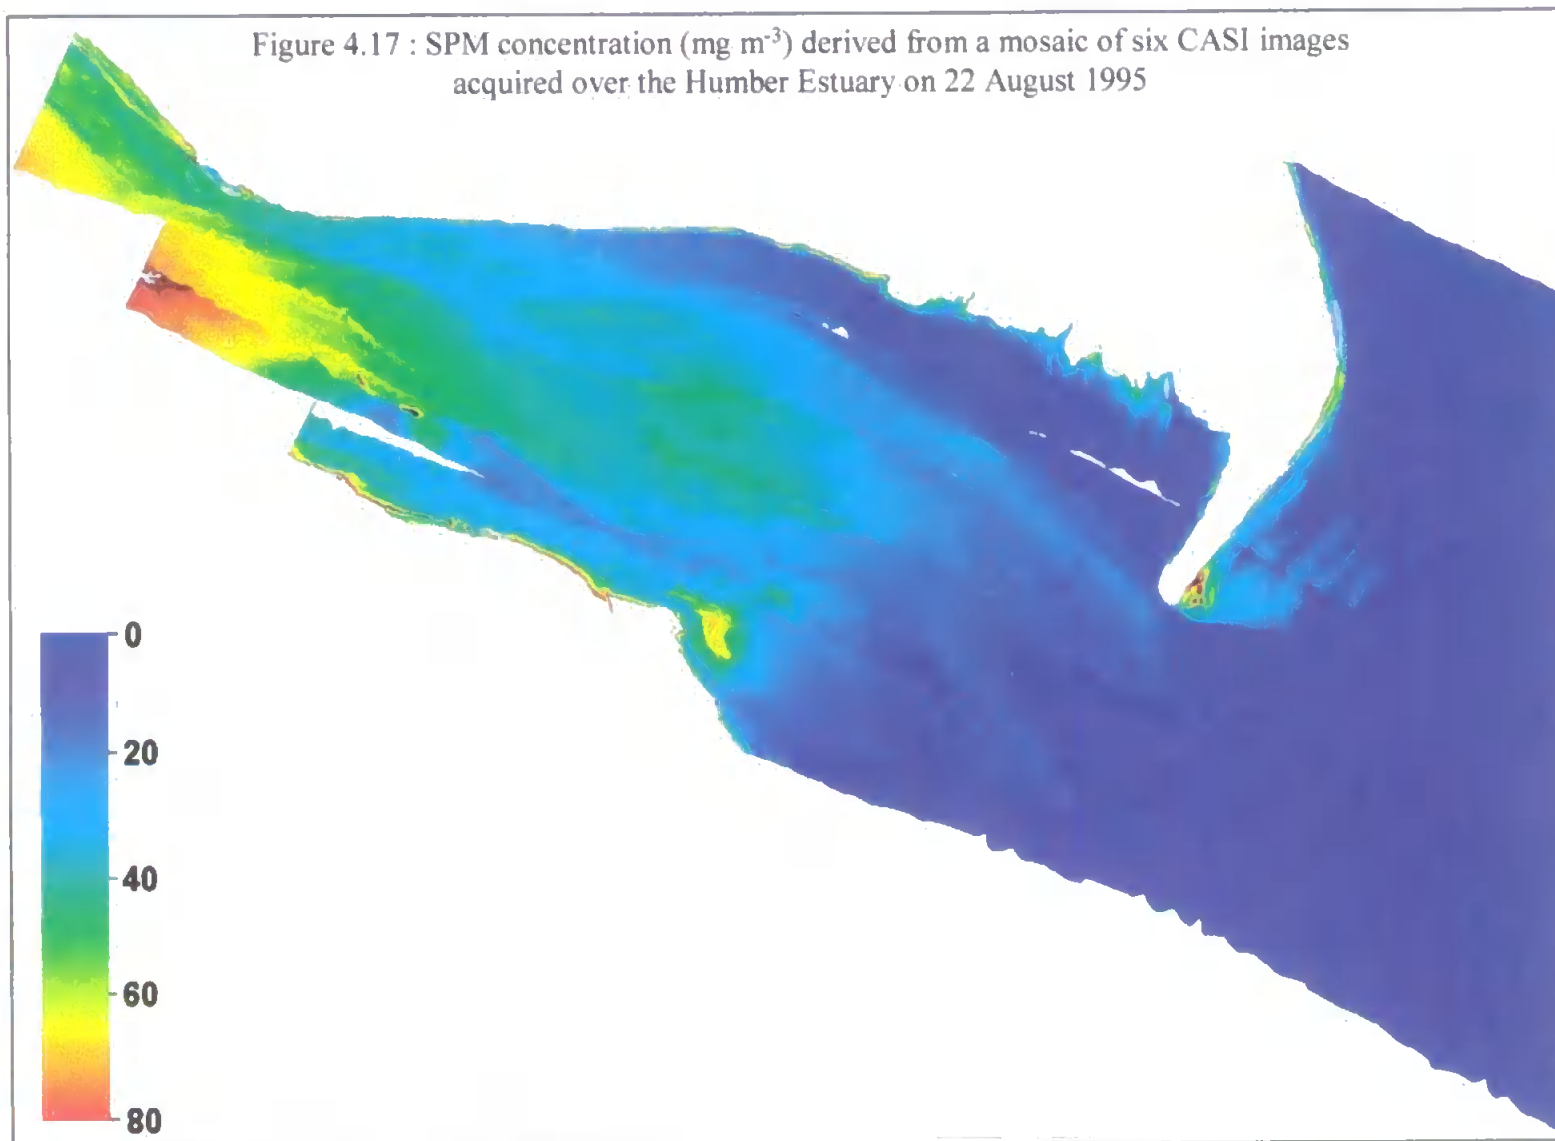 Figure 4.17 : SPM concentration (mg m⁻³) derived from a mosaic of six CASI images
acquired over the Humber Estuary on 22 August 1995
0
20
40
60
80